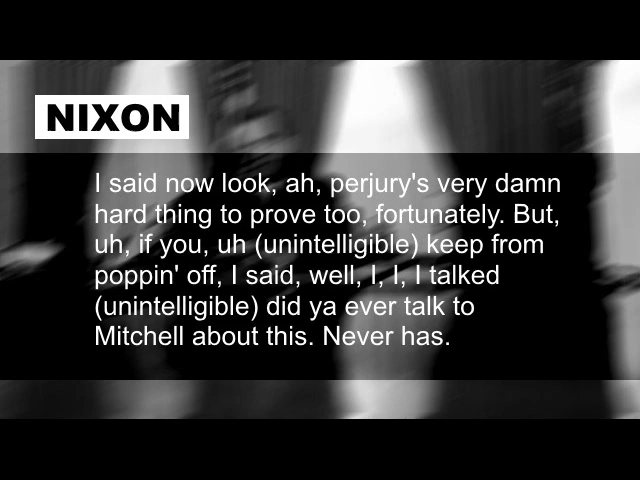 NIXON
I said now look, ah, perjury's very damn
hard thing to prove too, fortunately. But,
uh, if you, uh (unintelligible) keep from
poppin' off, I said, well, I, I, I talked
(unintelligible) did ya ever talk to
Mitchell about this. Never has.